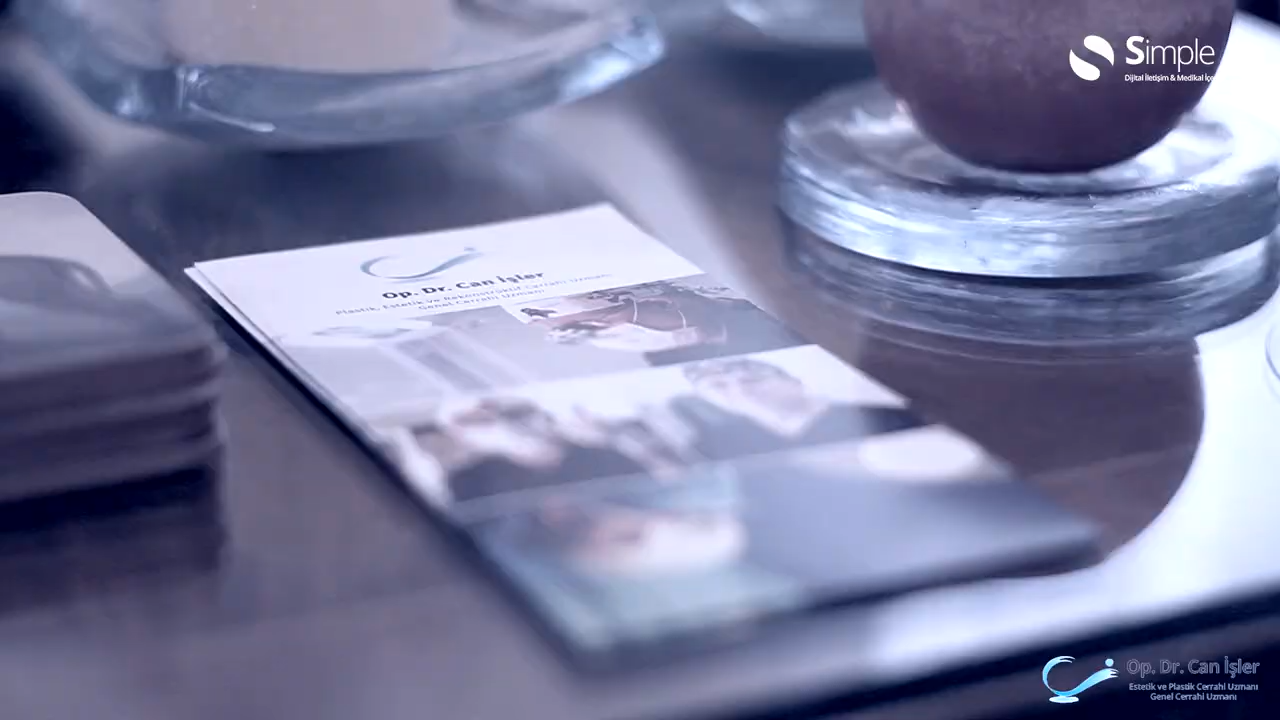 Simple
Dijital İletişim & Medikal İçe
Op. Dr. Can İşler
Plastik, Estetik ve Rekonstrüktif Cerrahi Uzmanı
Genel Cerrahi Uzmanı
Op. Dr. Can İşler
Estetik ve Plastik Cerrahi Uzmanı
Genel Cerrahi Uzmanı